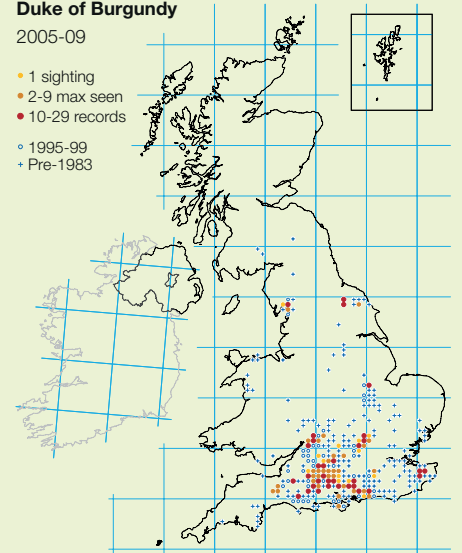 Duke of Burgundy
2005-09
1 sighting
2-9 max seen
10-29 records
1995-99
Pre-1983